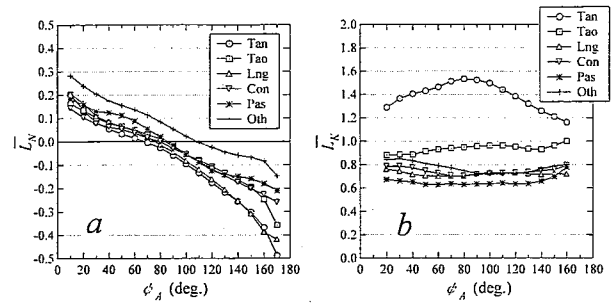 0.5
0.4
0.3
0.2
0.1
0.0
-0.1
-0.2
-0.3
-0.4
-0.5
L̅_N
Tan
Tao
Lng
Con
Pas
Oth
a
0 20 40 60 80 100 120 140 160 180
ϕ_A (deg.)
2.0
1.8
1.6
1.4
1.2
1.0
0.8
0.6
0.4
0.2
0.0
L̅_K
Tan
Tao
Lng
Con
Pas
Oth
b
0 20 40 60 80 100 120 140 160 180
ϕ_A (deg.)